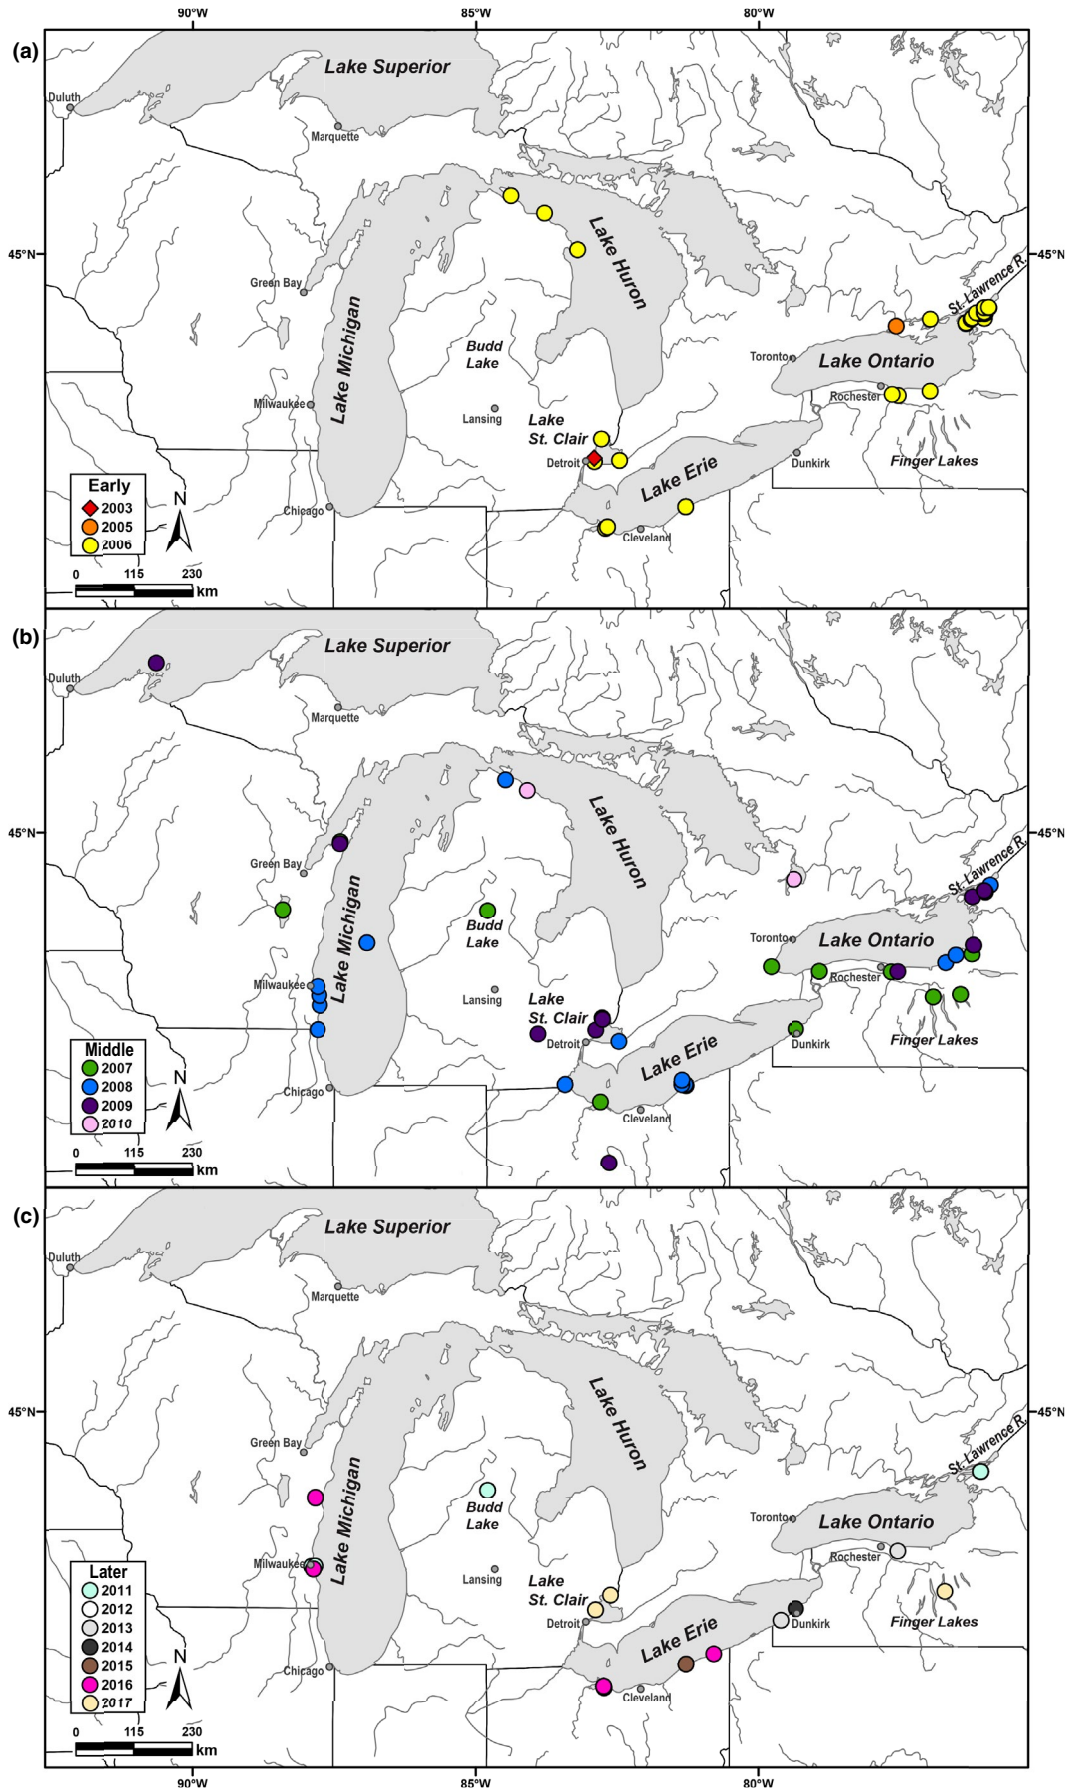 90°W 85°W 80°W
(a)
Lake Superior
Duluth
Marquette
45°N 45°N
Lake Huron
St. Lawrence R.
Green Bay
Lake Michigan
Budd
Lake
Toronto
Lake Ontario
Milwaukee
Lansing
Rochester
Lake
St. Clair
Detroit
Lake Erie
Dunkirk
Finger Lakes
Chicago
Cleveland
Early
2003
2005
2006
N
0 115 230
km
(b)
Lake Superior
Duluth
Marquette
45°N 45°N
Lake Huron
St. Lawrence R.
Green Bay
Lake Michigan
Budd
Lake
Toronto
Lake Ontario
Milwaukee
Lansing
Rochester
Lake
St. Clair
Detroit
Lake Erie
Dunkirk
Finger Lakes
Chicago
Cleveland
Middle
2007
2008
2009
2010
N
0 115 230
km
(c)
Lake Superior
Duluth
Marquette
45°N 45°N
Lake Huron
St. Lawrence R.
Green Bay
Lake Michigan
Budd
Lake
Toronto
Lake Ontario
Milwaukee
Lansing
Rochester
Lake
St. Clair
Detroit
Lake Erie
Dunkirk
Finger Lakes
Chicago
Cleveland
Later
2011
2012
2013
2014
2015
2016
2017
N
0 115 230
km
90°W 85°W 80°W